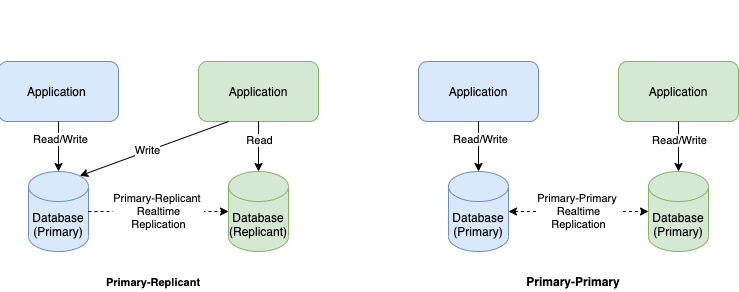 Application
Application
Application
Application
Read/Write
Write
Read
Read/Write
Read/Write
Database
(Primary)
Primary-Replicant
Realtime
Replication
Database
(Replicant)
Database
(Primary)
Primary-Primary
Realtime
Replication
Database
(Primary)
Primary-Replicant
Primary-Primary